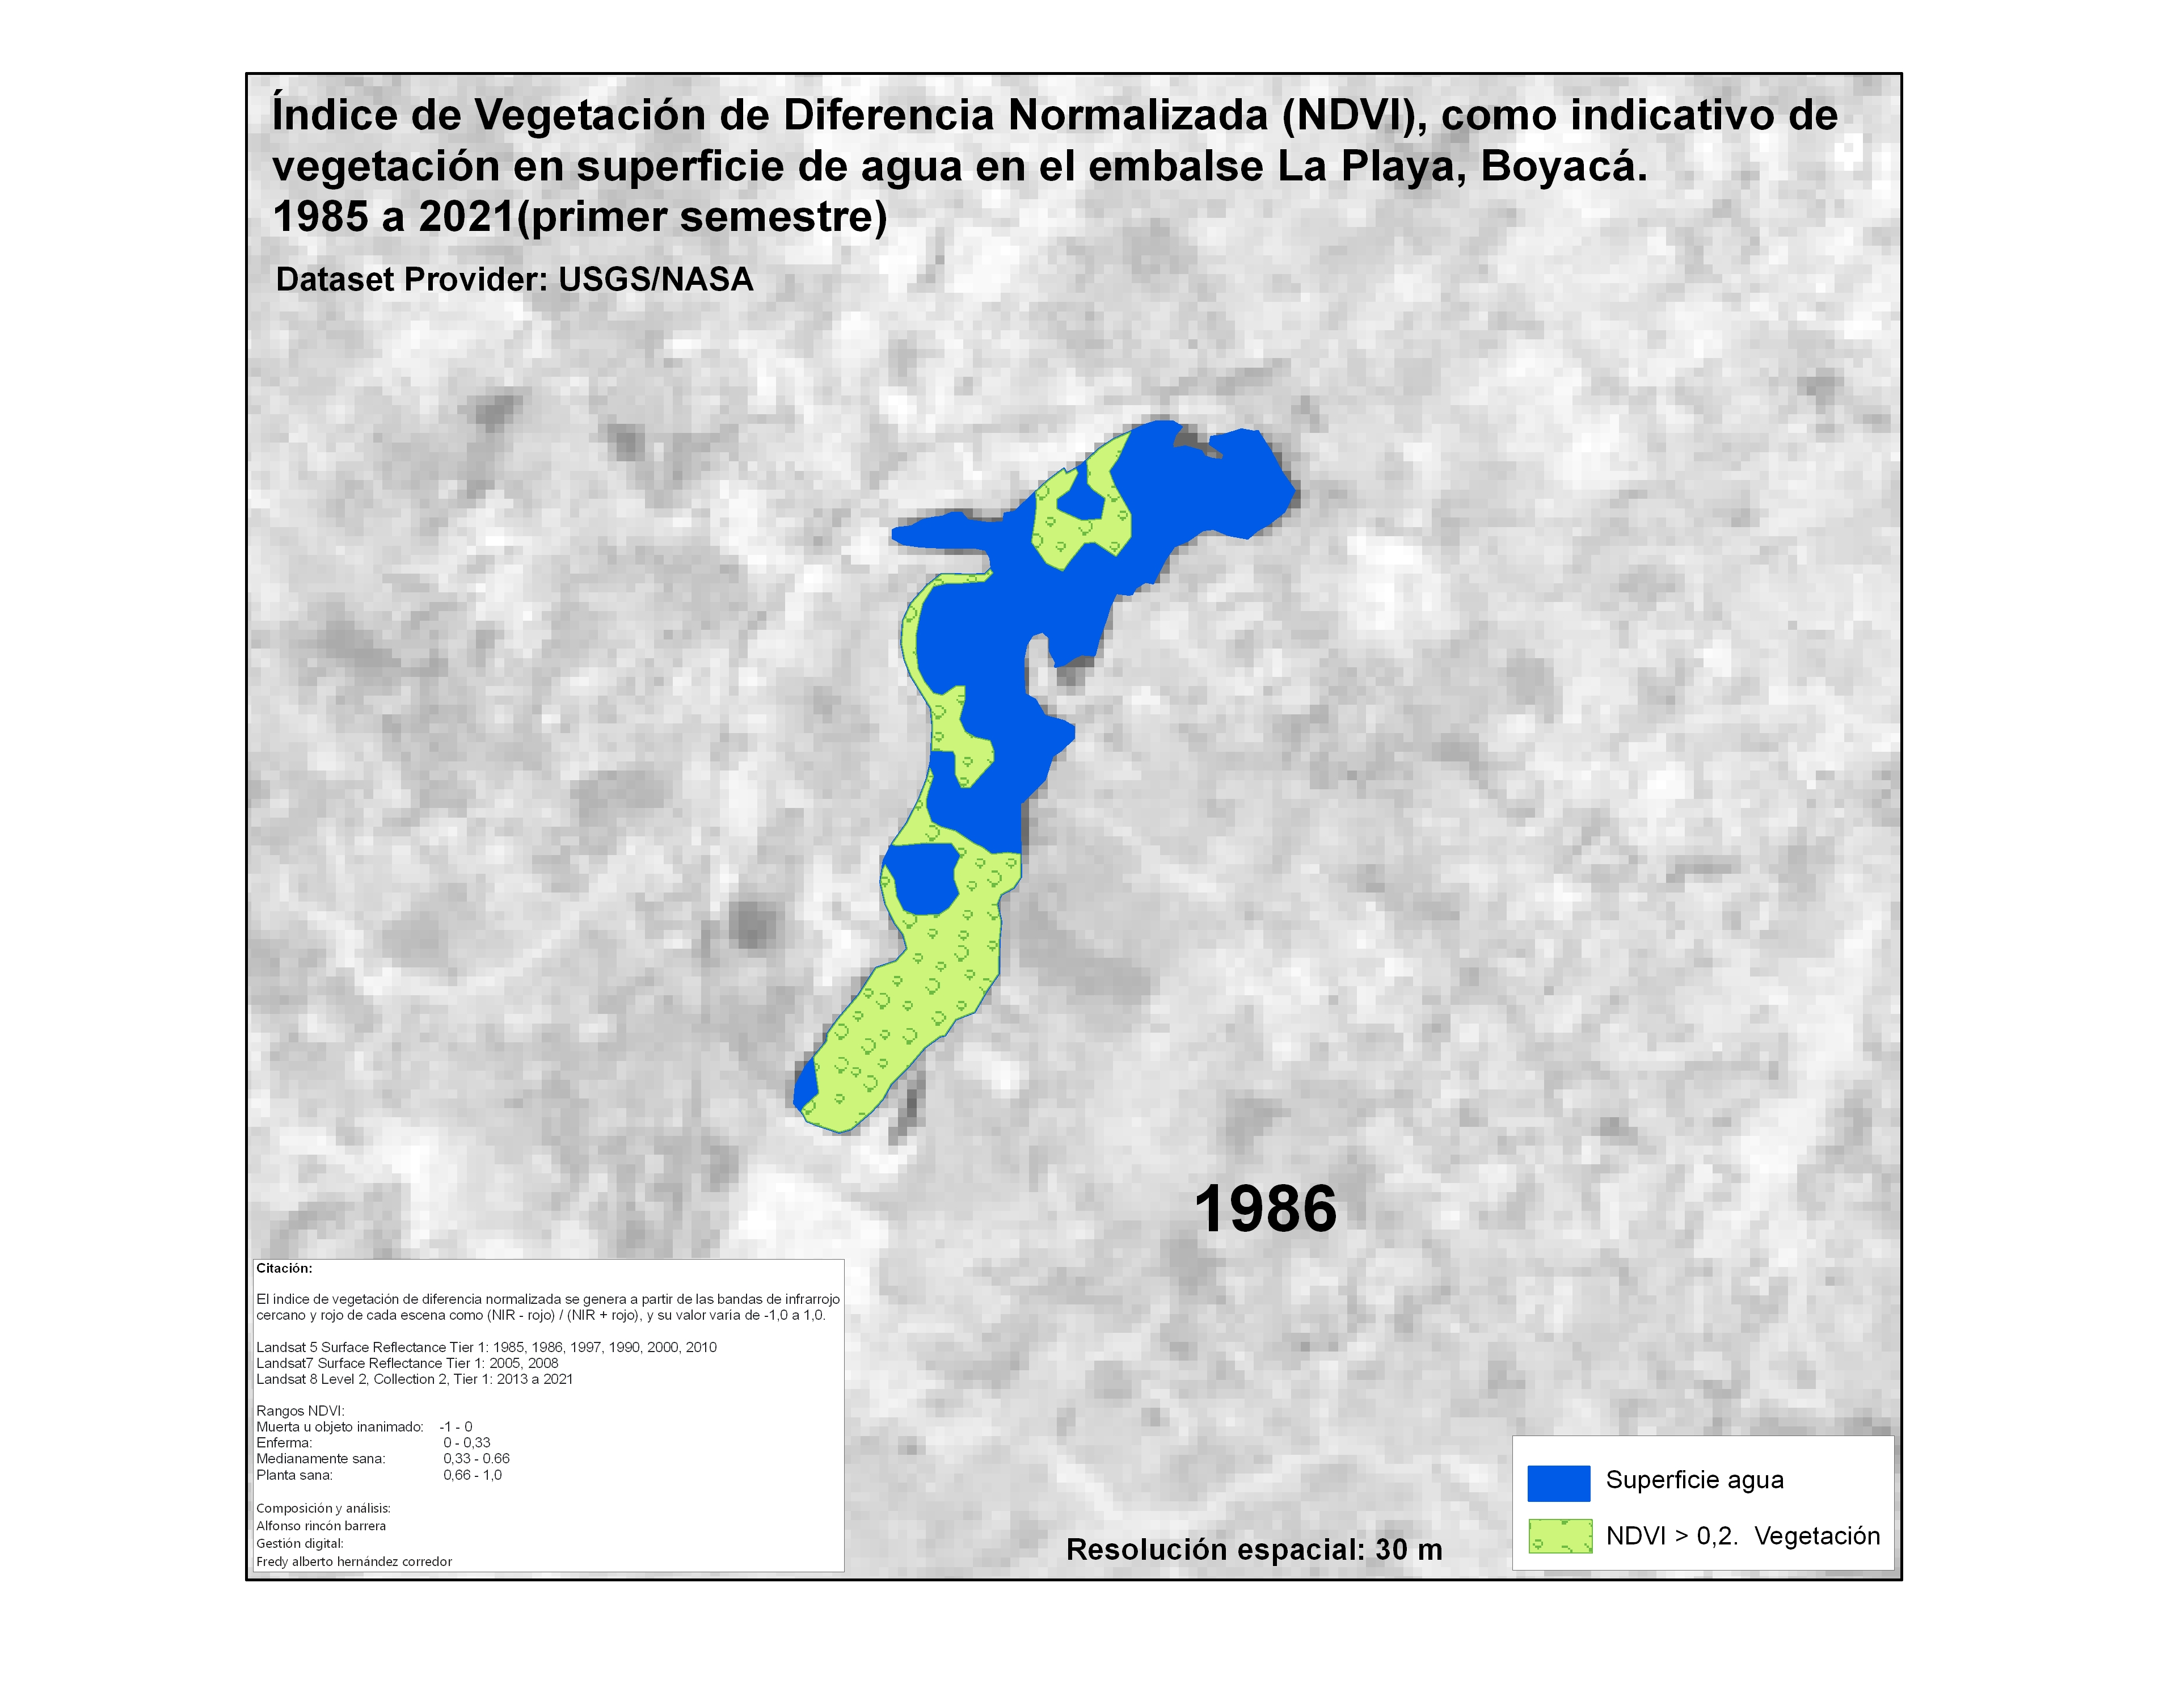 Índice de Vegetación de Diferencia Normalizada (NDVI), como indicativo de
vegetación en superficie de agua en el embalse La Playa, Boyacá.
1985 a 2021(primer semestre)
Dataset Provider: USGS/NASA
1986
Citación:
El indice de vegetación de diferencia normalizada se genera a partir de las bandas de infrarrojo
cercano y rojo de cada escena como (NIR - rojo) / (NIR + rojo), y su valor varia de -1,0 a 1,0.
Landsat 5 Surface Reflectance Tier 1: 1985, 1986, 1997, 1990, 2000, 2010
Landsat7 Surface Reflectance Tier 1: 2005, 2008
Landsat 8 Level 2, Collection 2, Tier 1: 2013 a 2021
Rangos NDVI:
Muerta u objeto inanimado: -1 - 0
Enferma: 0 - 0,33
Medianamente sana: 0,33 - 0.66
Planta sana: 0,66 - 1,0
Composición y análisis:
Alfonso rincón barrera
Gestión digital:
Fredy alberto hernández corredor
Resolución espacial: 30 m
Superficie agua
NDVI > 0,2. Vegetación